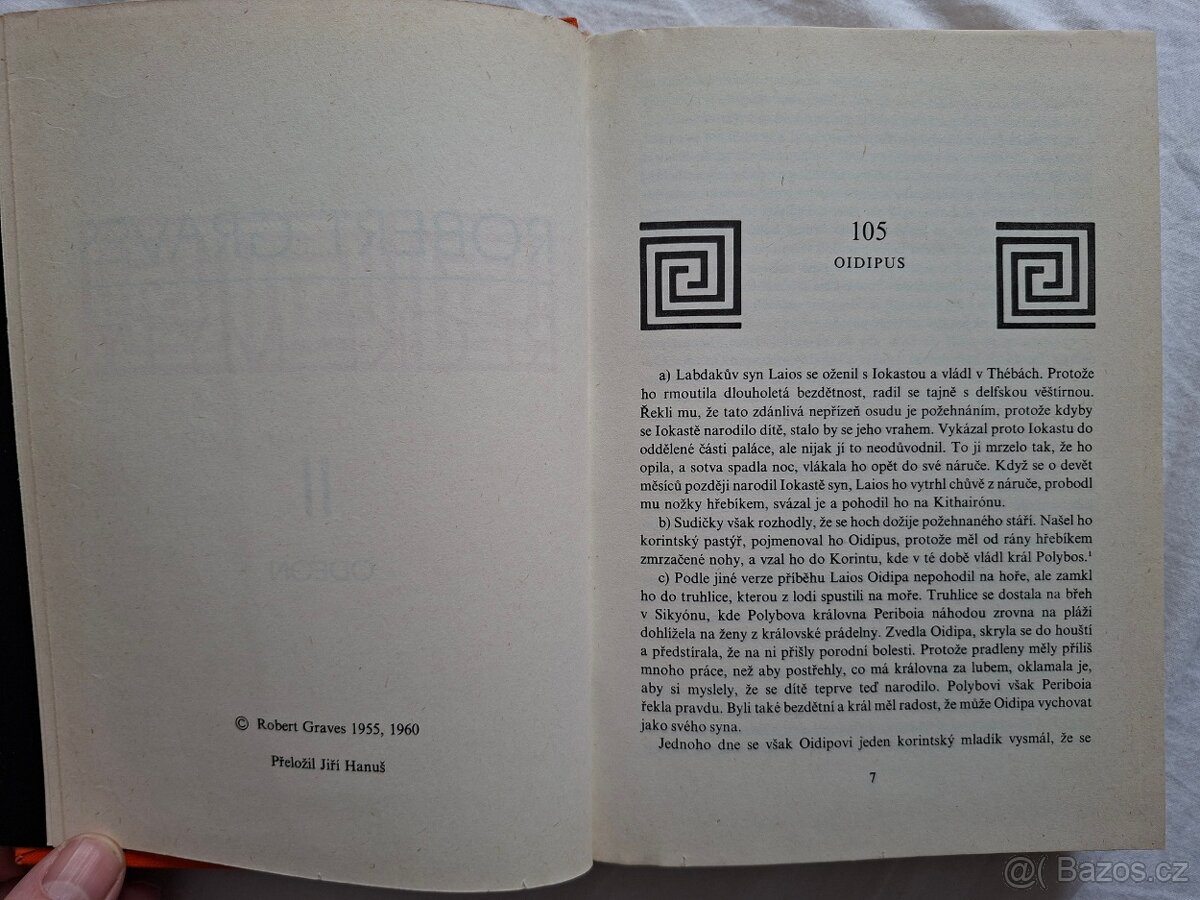 © Robert Graves 1955, 1960
Přeložil Jiří Hanuš
105
OIDIPUS
a) Labdakův syn Laios se oženil s Iokastou a vládl v Thébách. Protože
ho rmoutila dlouholetá bezdětnost, radil se tajně s delfskou věštírnou.
Řekli mu, že tato zdánlivá nepřízeň osudu je požehnáním, protože kdyby
se Iokastě narodilo dítě, stalo by se jeho vrahem. Vykázal proto Iokastu do
oddělené části paláce, ale nijak jí to neodůvodnil. To ji mrzelo tak, že ho
opila, a sotva spadla noc, vlákala ho opět do své náruče. Když se o devět
měsíců později narodil Iokastě syn, Laios ho vytrhl chůvě z náruče, probodl
mu nožky hřebíkem, svázal je a pohodil ho na Kithairónu.
b) Sudičky však rozhodly, že se hoch dožije požehnaného stáří. Našel ho
korintský pastýř, pojmenoval ho Oidipus, protože měl od rány hřebíkem
zmrzačené nohy, a vzal ho do Korintu, kde v té době vládl král Polybos.¹
c) Podle jiné verze příběhu Laios Oidipa nepohodil na hoře, ale zamkl
ho do truhlice, kterou z lodi spustili na moře. Truhlice se dostala na břeh
v Sikyónu, kde Polybova královna Periboia náhodou zrovna na pláži
dohlížela na ženy z královské prádelny. Zvedla Oidipa, skryla se do houští
a předstírala, že na ni přišly porodní bolesti. Protože pradleny měly příliš
mnoho práce, než aby postřehly, co má královna za lubem, oklamala je,
aby si myslely, že se dítě teprve teď narodilo. Polybovi však Periboia
řekla pravdu. Byli také bezdětní a král měl radost, že může Oidipa vychovat
jako svého syna.
Jednoho dne se však Oidipovi jeden korintský mladík vysmál, že se
7
@( ) Bazos.cz